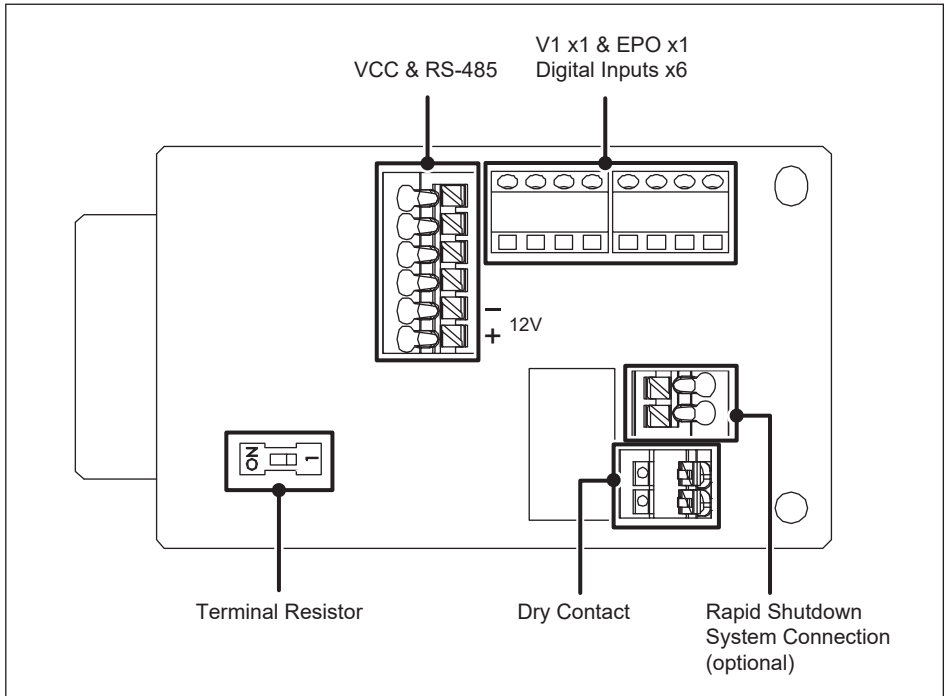 V1 x1 & EPO x1
Digital Inputs x6
VCC & RS-485
−
+ 12V
ON 1
Terminal Resistor
Dry Contact
Rapid Shutdown
System Connection
(optional)